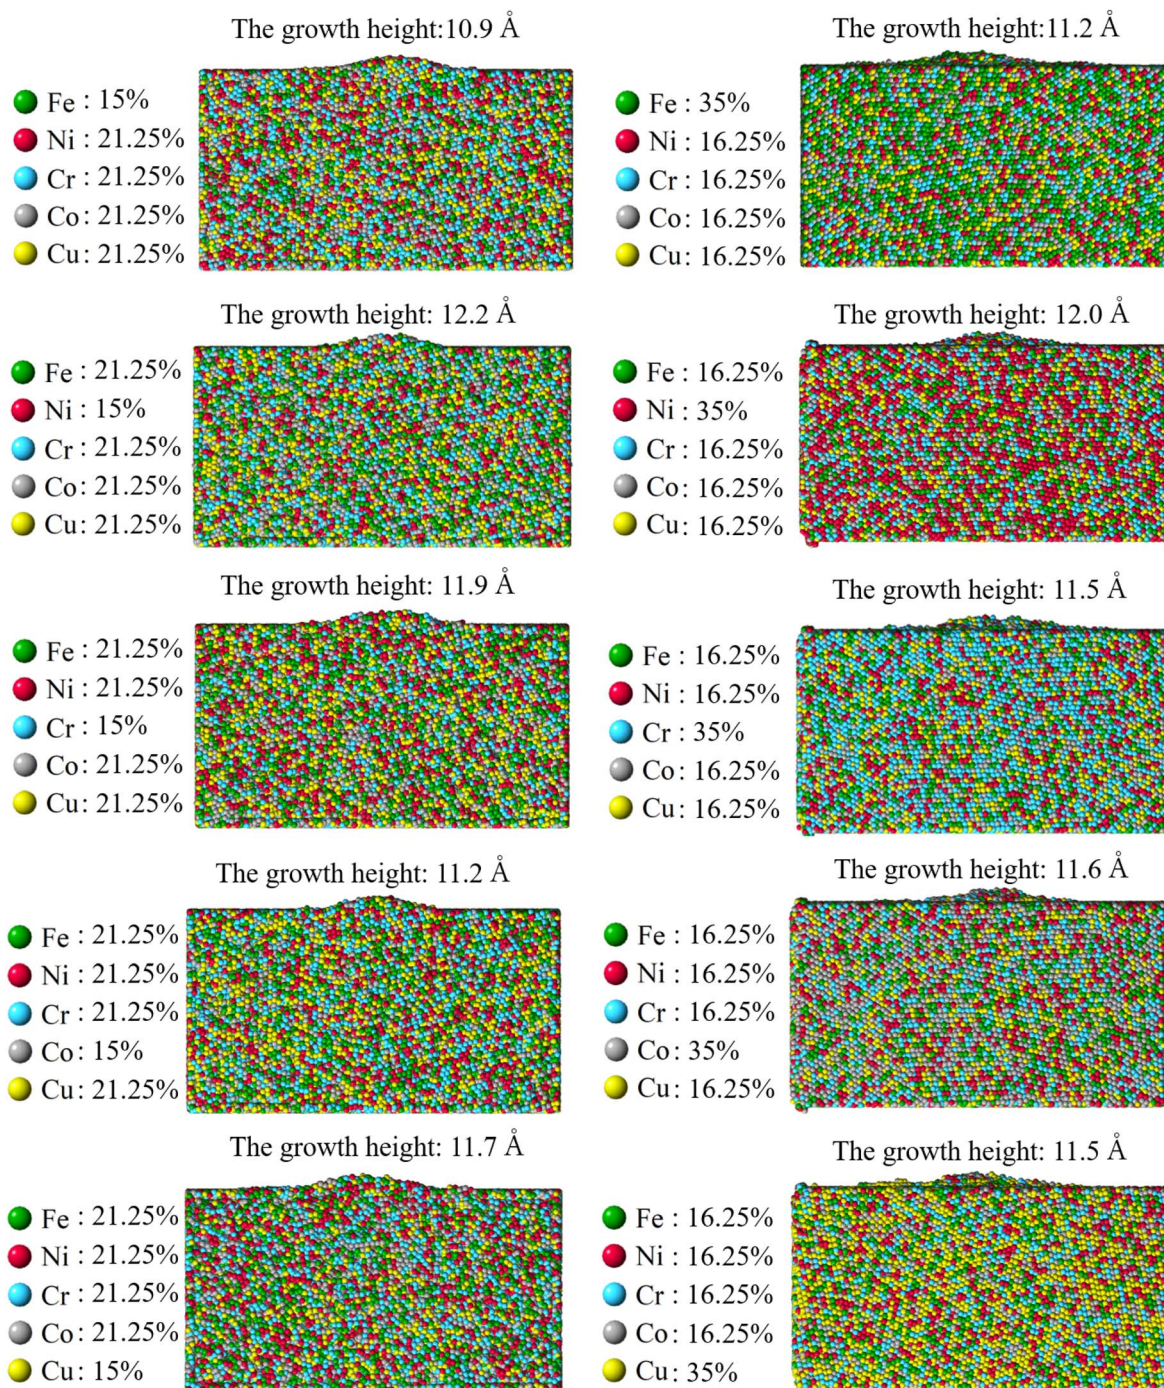 The growth height:10.9 Å
Fe : 15%
Ni : 21.25%
Cr : 21.25%
Co: 21.25%
Cu: 21.25%
The growth height:11.2 Å
Fe : 35%
Ni : 16.25%
Cr : 16.25%
Co: 16.25%
Cu: 16.25%
The growth height: 12.2 Å
Fe : 21.25%
Ni : 15%
Cr : 21.25%
Co: 21.25%
Cu: 21.25%
The growth height: 12.0 Å
Fe : 16.25%
Ni : 35%
Cr : 16.25%
Co: 16.25%
Cu: 16.25%
The growth height: 11.9 Å
Fe : 21.25%
Ni : 21.25%
Cr : 15%
Co: 21.25%
Cu: 21.25%
The growth height: 11.5 Å
Fe : 16.25%
Ni : 16.25%
Cr : 35%
Co: 16.25%
Cu: 16.25%
The growth height: 11.2 Å
Fe : 21.25%
Ni : 21.25%
Cr : 21.25%
Co: 15%
Cu: 21.25%
The growth height: 11.6 Å
Fe : 16.25%
Ni : 16.25%
Cr : 16.25%
Co: 35%
Cu: 16.25%
The growth height: 11.7 Å
Fe : 21.25%
Ni : 21.25%
Cr : 21.25%
Co: 21.25%
Cu: 15%
The growth height: 11.5 Å
Fe : 16.25%
Ni : 16.25%
Cr : 16.25%
Co: 16.25%
Cu: 35%